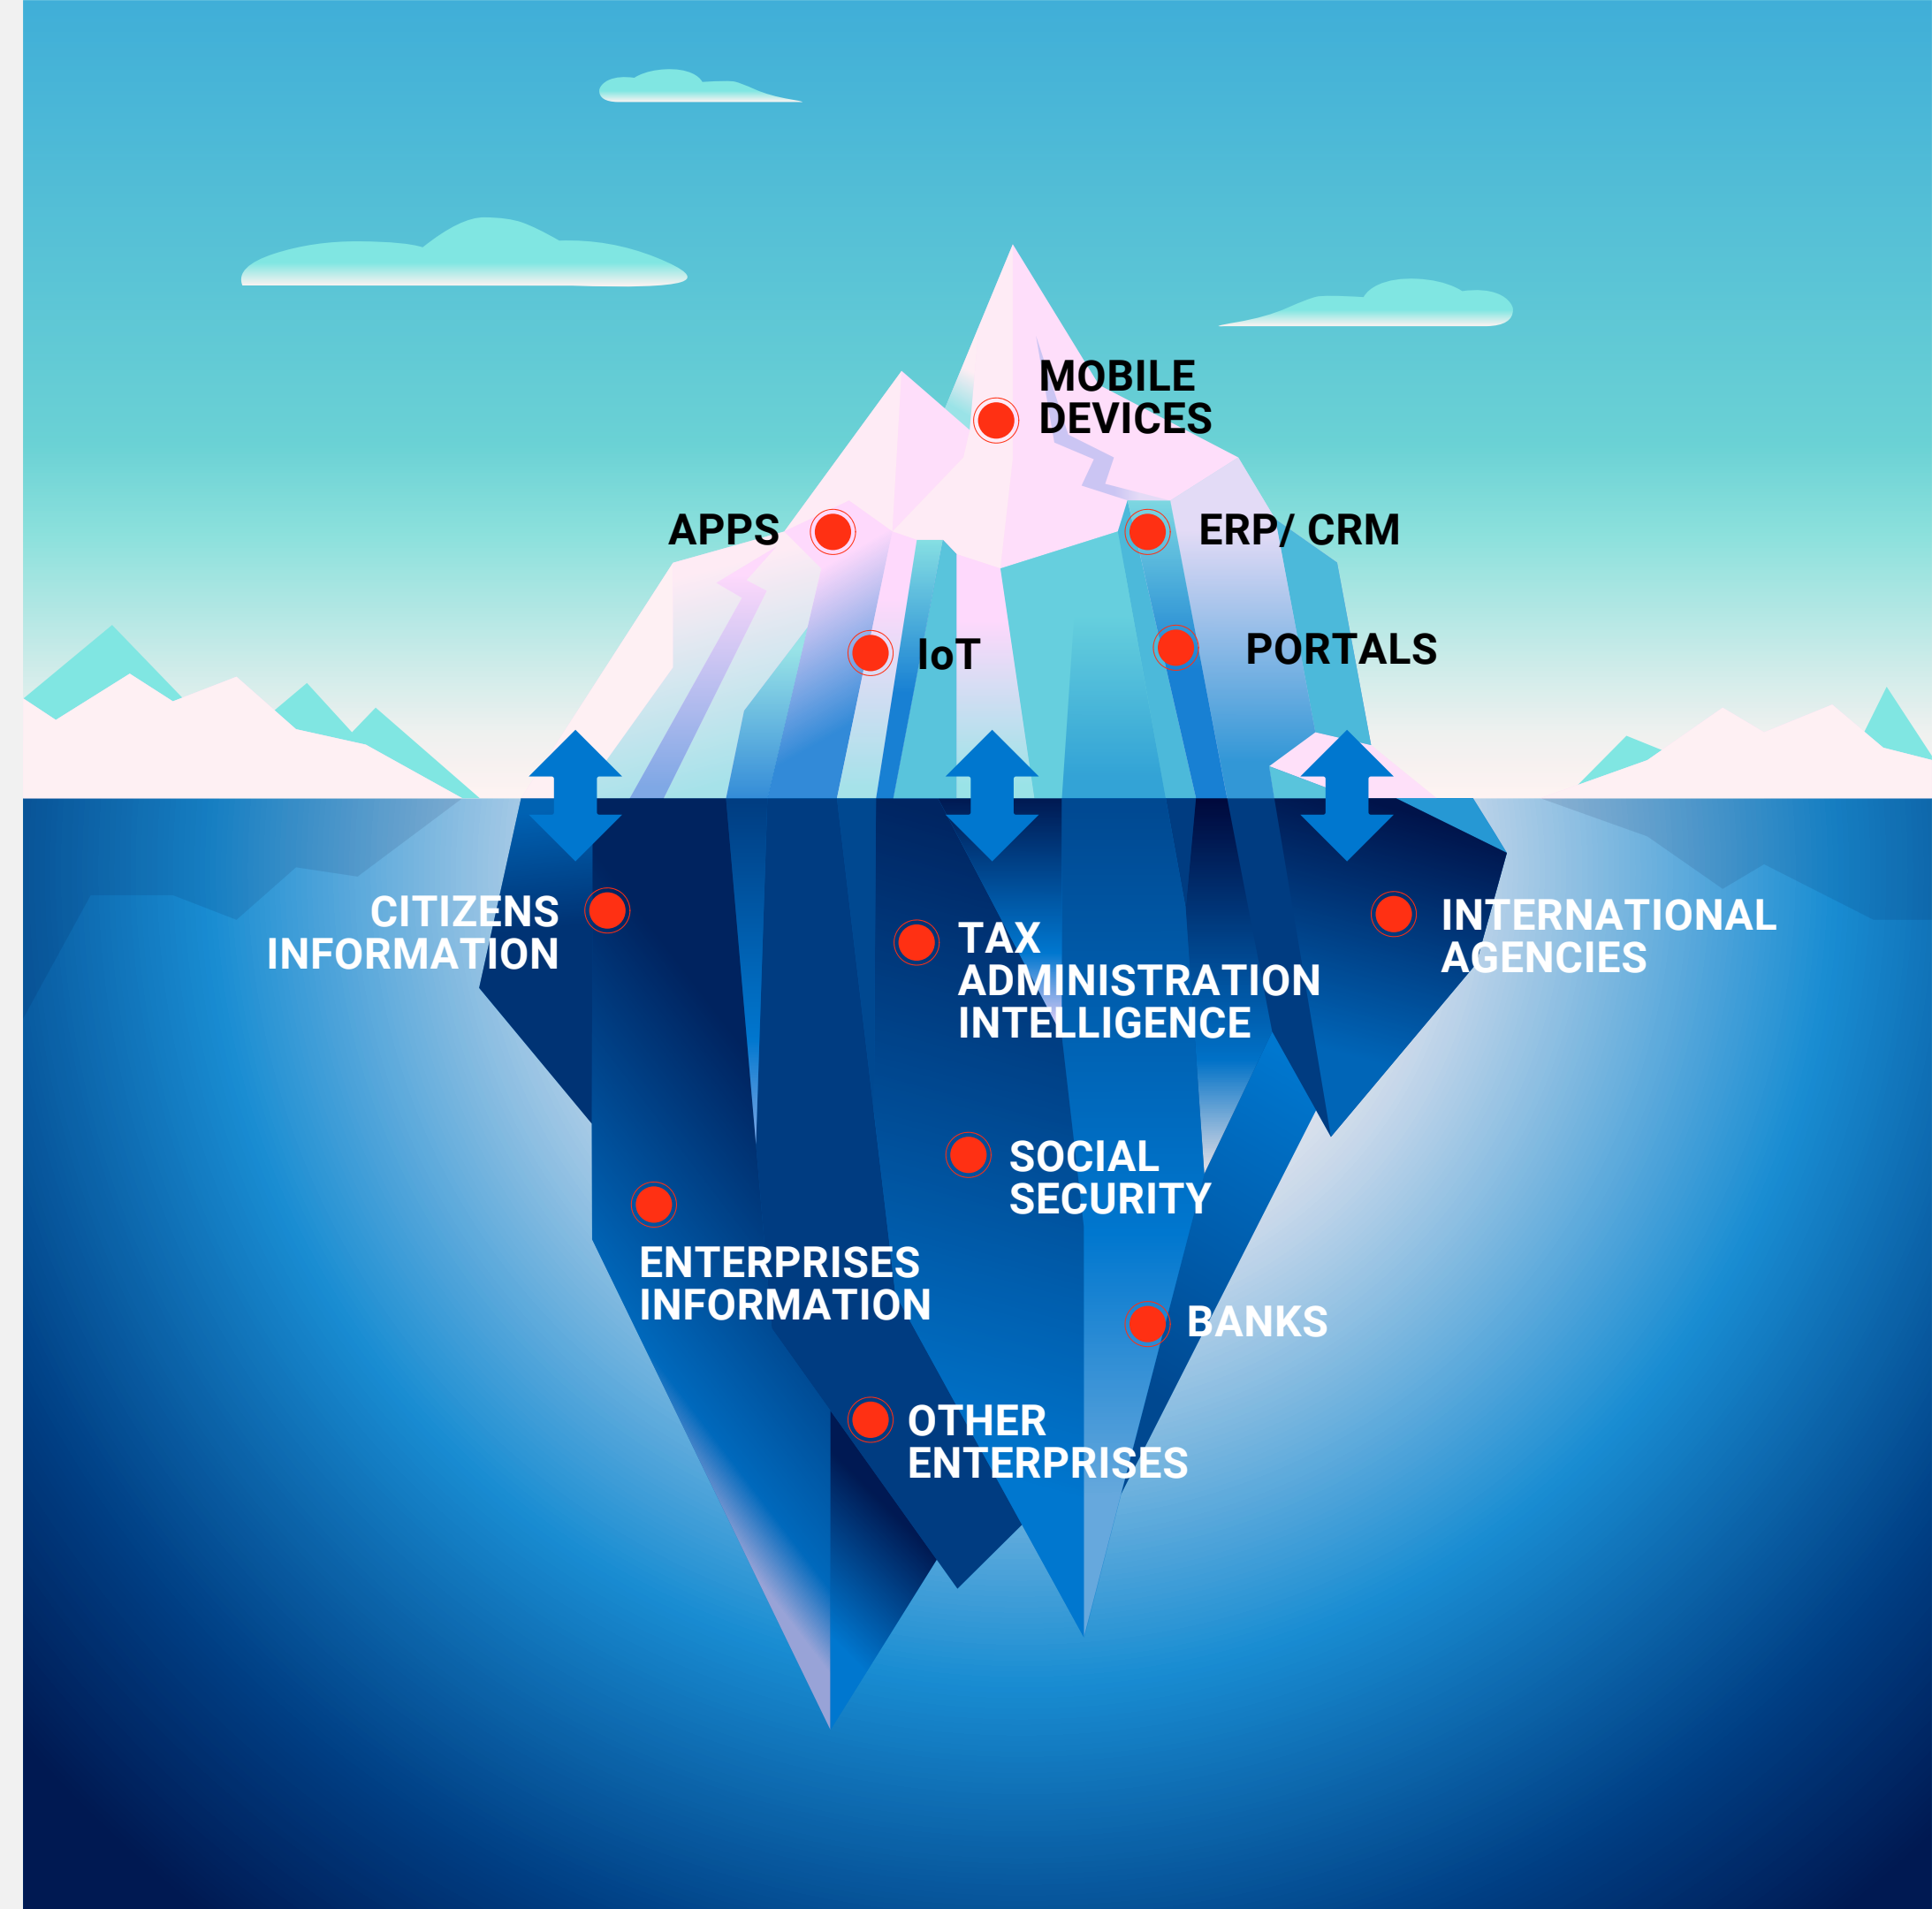 MOBILE
DEVICES
APPS
ERP/ CRM
IoT
PORTALS
CITIZENS
INFORMATION
TAX
ADMINISTRATION
INTELLIGENCE
INTERNATIONAL
AGENCIES
SOCIAL
SECURITY
ENTERPRISES
INFORMATION
BANKS
OTHER
ENTERPRISES